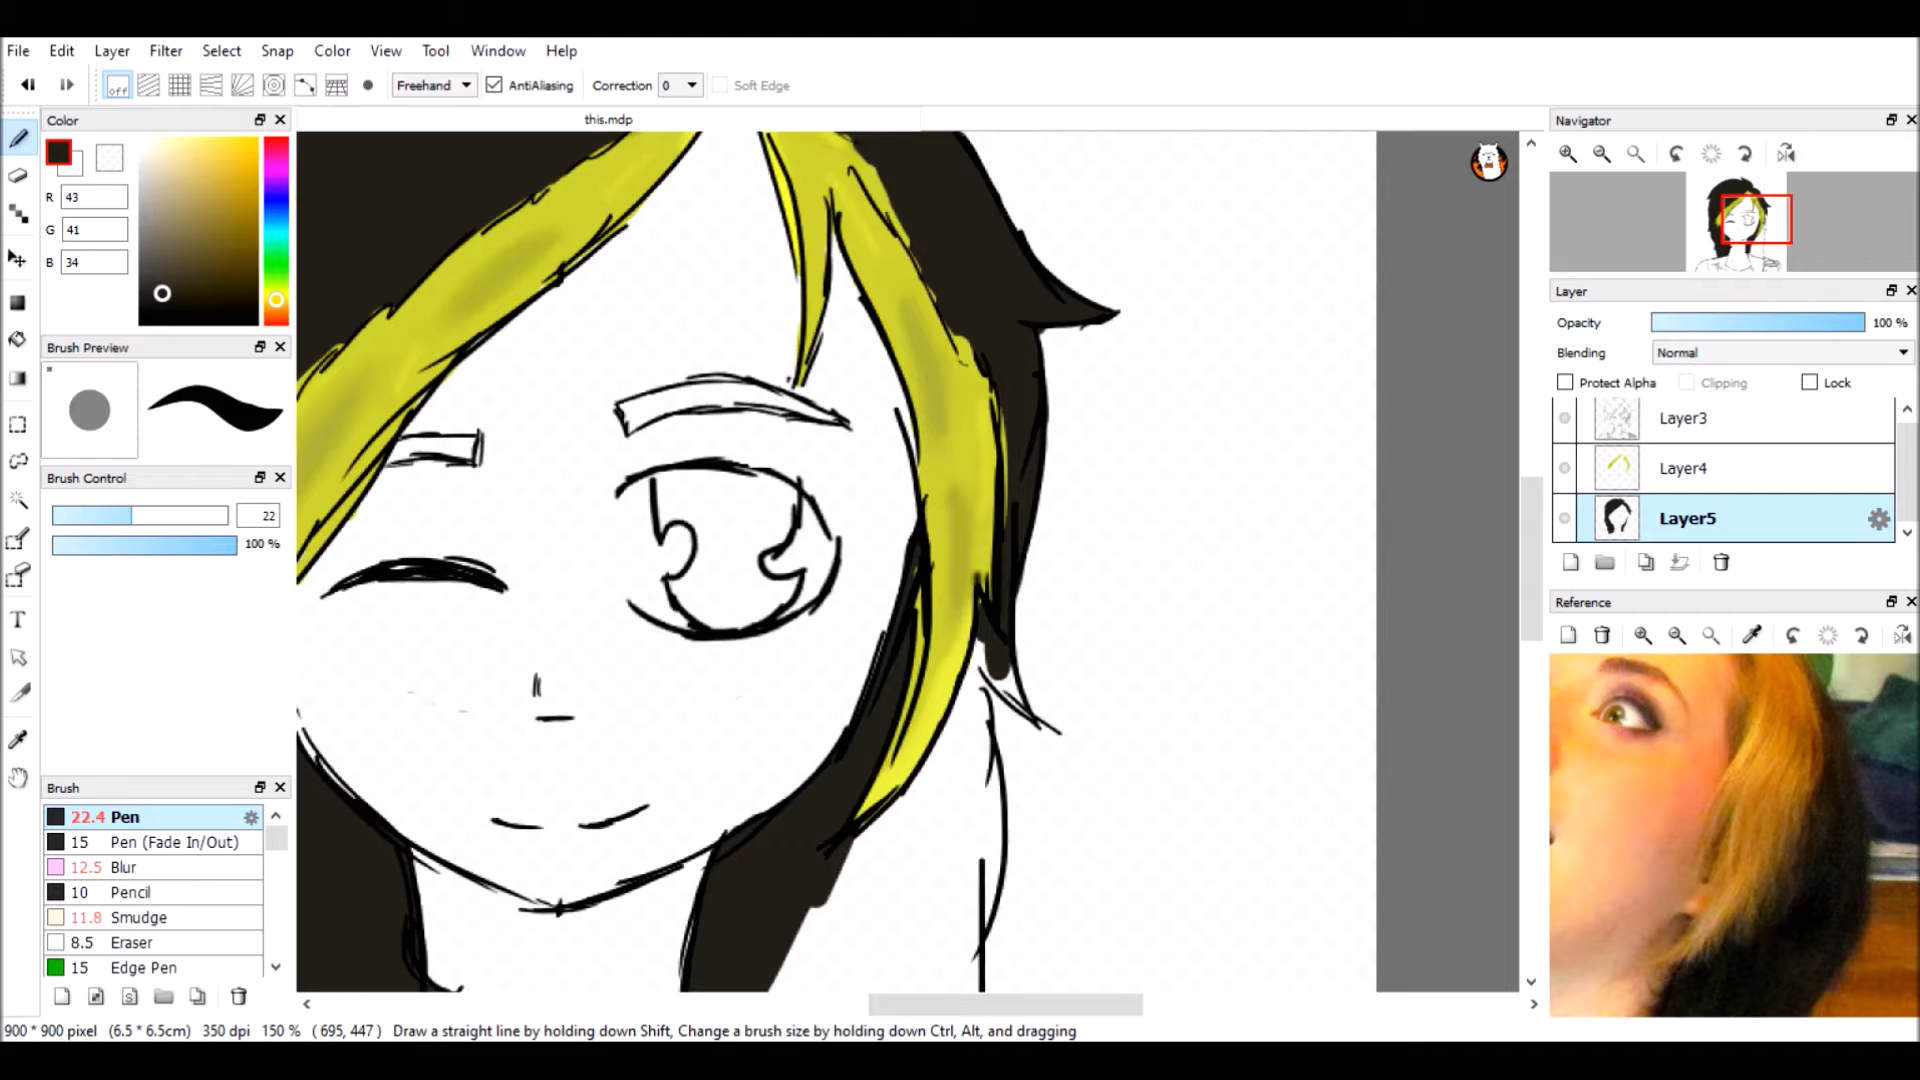 File Edit Layer Filter Select Snap Color View Tool Window Help
off Freehand AntiAliasing Correction 0 Soft Edge
Color
R 43
G 41
B 34
Brush Preview
Brush Control
22
100 %
Brush
22.4 Pen
15 Pen (Fade In/Out)
12.5 Blur
10 Pencil
11.8 Smudge
8.5 Eraser
15 Edge Pen
this.mdp
Navigator
Layer
Opacity 100 %
Blending Normal
Protect Alpha Clipping Lock
Layer3
Layer4
Layer5
Reference
900 * 900 pixel (6.5 * 6.5cm) 350 dpi 150 % ( 695, 447 ) Draw a straight line by holding down Shift, Change a brush size by holding down Ctrl, Alt, and dragging